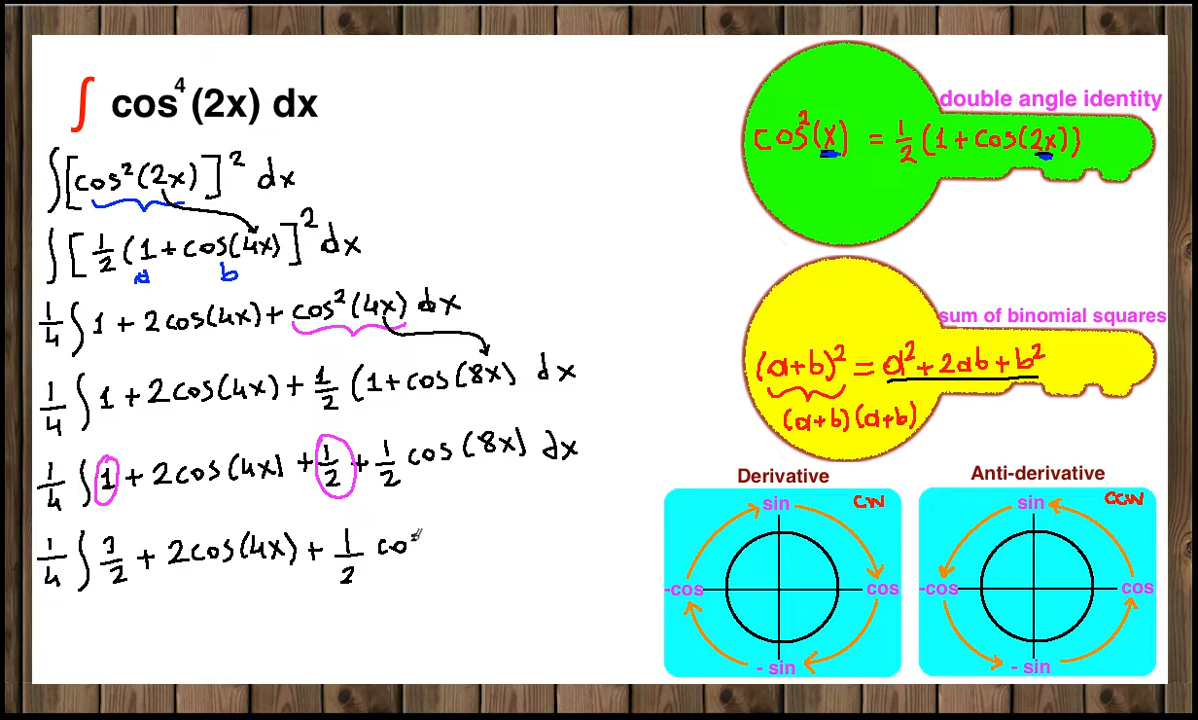 ∫ cos⁴(2x) dx
∫[cos²(2x)]² dx
∫[½(1+cos(4x)]² dx
a b
¼∫ 1 + 2cos(4x) + cos²(4x) dx
¼∫ 1 + 2cos(4x) + ½ (1+cos(8x) dx
¼∫ 1 + 2cos(4x) + ½ + ½ cos(8x) dx
¼∫ 3/2 + 2cos(4x) + ½ co
double angle identity
cos²(x) = ½(1+cos(2x))
sum of binomial squares
(a+b)² = a²+2ab+b²
(a+b)(a+b)
Derivative
sin
CW
-cos
cos
- sin
Anti-derivative
sin
CCW
-cos
cos
- sin